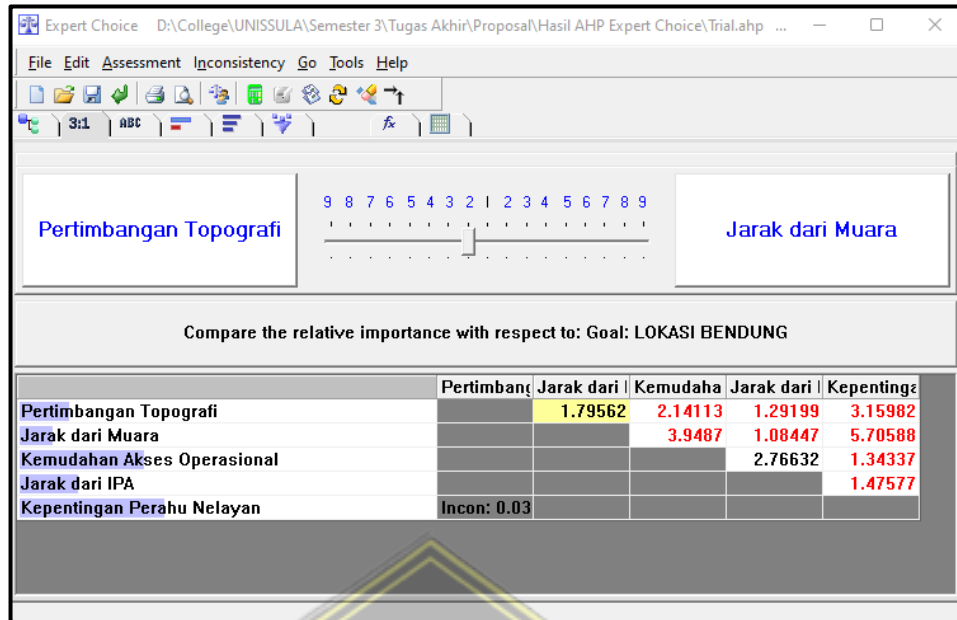 Expert Choice D:\College\UNISSULA\Semester 3\Tugas Akhir\Proposal\Hasil AHP Expert Choice\Trial.ahp ...
File Edit Assessment Inconsistency Go Tools Help
3:1 ABC fx
9 8 7 6 5 4 3 2 1 2 3 4 5 6 7 8 9
Pertimbangan Topografi Jarak dari Muara
Compare the relative importance with respect to: Goal: LOKASI BENDUNG
Pertimbang Jarak dari Kemudaha Jarak dari Kepentinga
Pertimbangan Topografi 1.79562 2.14113 1.29199 3.15982
Jarak dari Muara 3.9487 1.08447 5.70588
Kemudahan Akses Operasional 2.76632 1.34337
Jarak dari IPA 1.47577
Kepentingan Perahu Nelayan Incon: 0.03